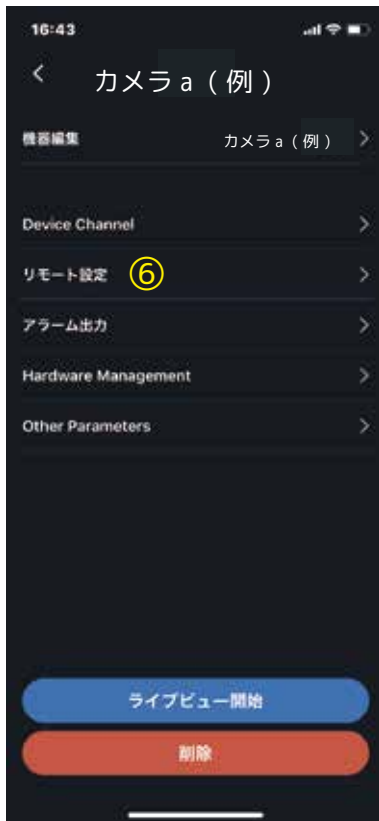 16:43
カメラa(例)
機器編集 カメラa(例)
Device Channel
リモート設定 ⑥
アラーム出力
Hardware Management
Other Parameters
ライブビュー開始
削除